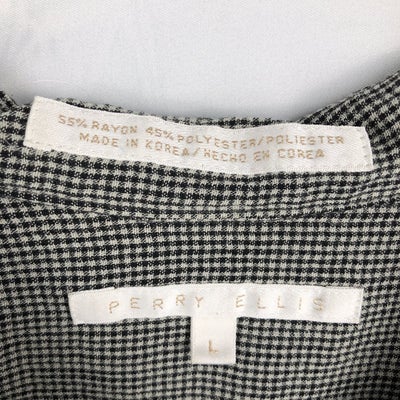 55% RAYON 45% POLYESTER/POLIESTER
MADE IN KOREA/HECHO EN COREA
PERRY ELLIS
L